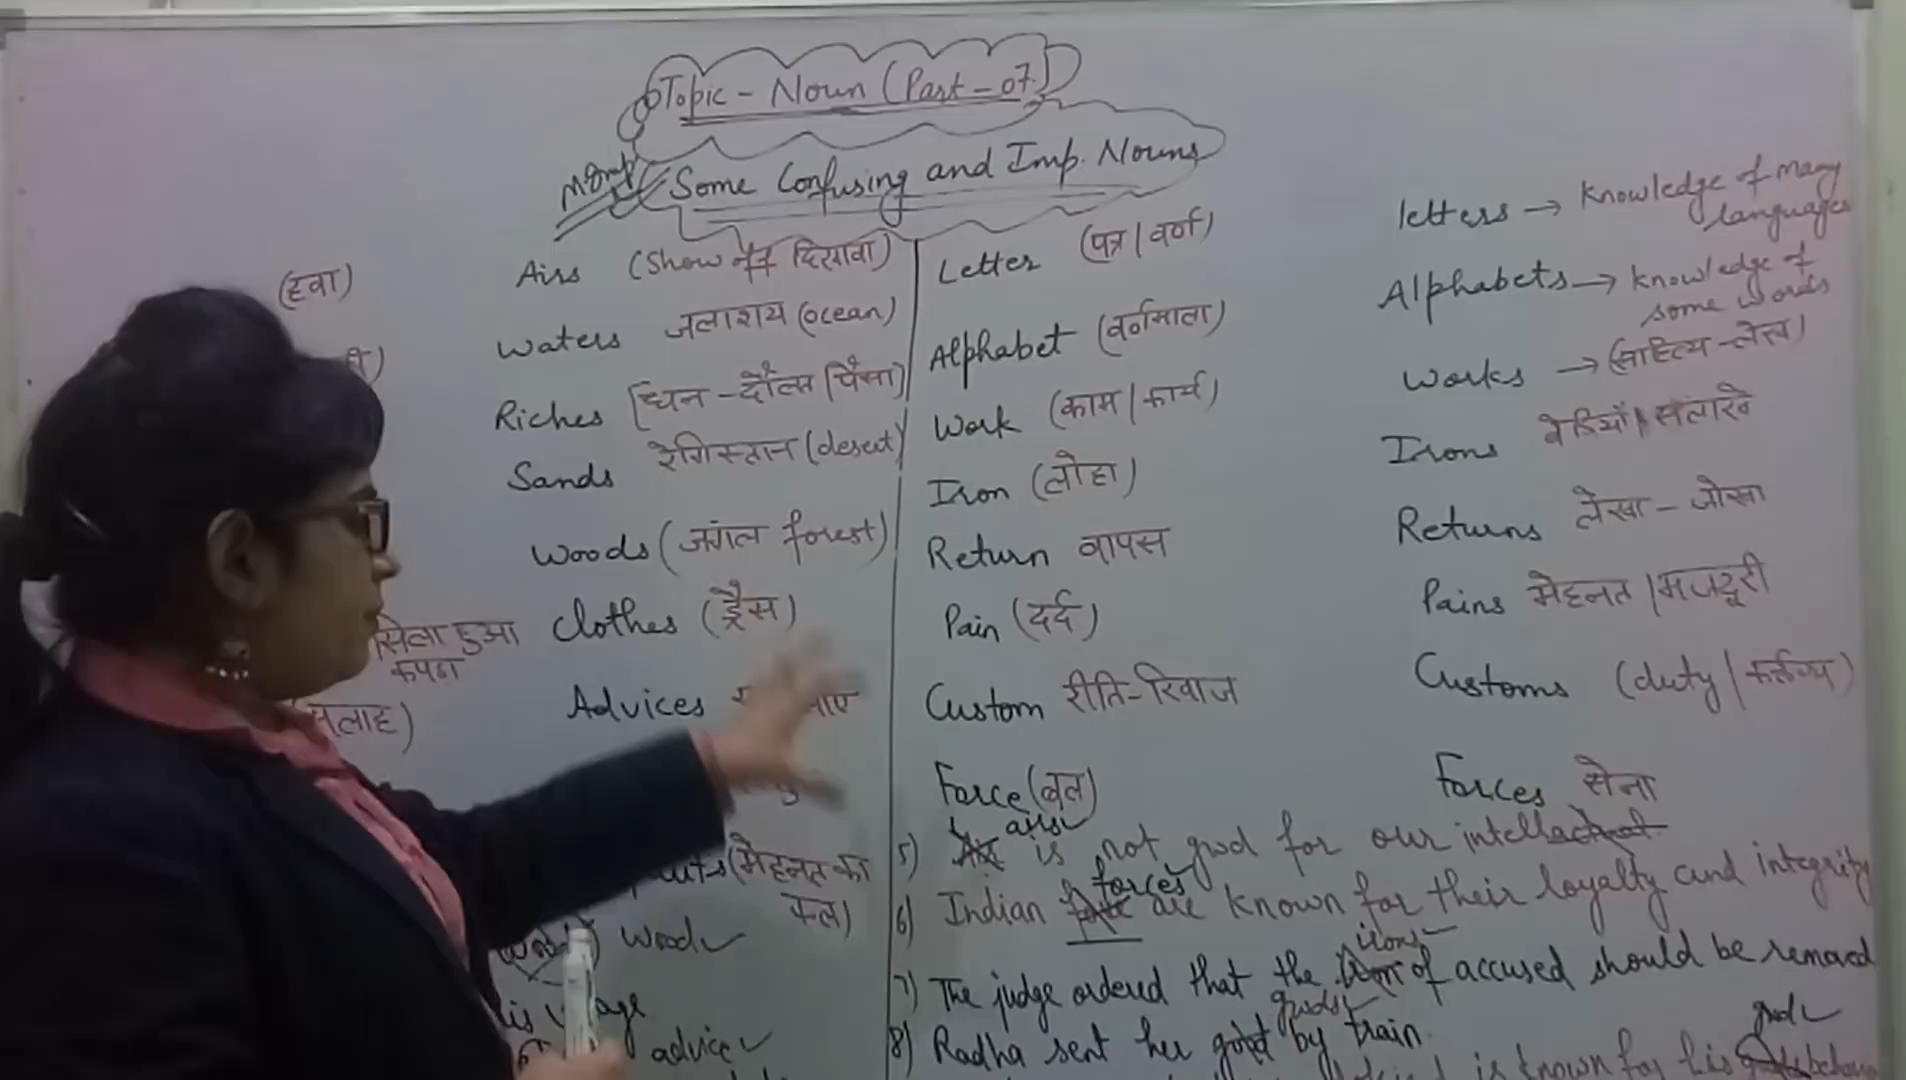 Topic - Noun (Part - 07)
Some Confusing and Imp. Nouns
(हवा)
Airs (Show off दिखावा)
Waters जलाशय (ocean)
Riches [धन-दौलत / पैसा)
Sands रेगिस्तान (desert)
Woods (जंगल forest)
सिला हुआ कपडा
Clothes (ड्रैस)
(सलाह)
Advices
(मेहनत का फल)
wood
advice
Letter (पत्र / वर्ण)
Alphabet (वर्णमाला)
Work (काम / कार्य)
Iron (लोहा)
Return वापस
Pain (दर्द)
Custom रीति-रिवाज
Force (बल)
letters → Knowledge of many languages
Alphabets → Knowledge of some words
Works → (साहित्य-लेख)
Irons बेडियाँ / सलाखे
Returns लेखा-जोखा
Pains मेहनत / मजदूरी
Customs (duty / कर्तव्य)
Forces सेना
airs
5) is not good for our
forces
6) Indian are known for their loyalty and integrity
irons
7) The judge ordered that the of accused should be removed
goods
8) Radha sent her good by train.
good
is known for his